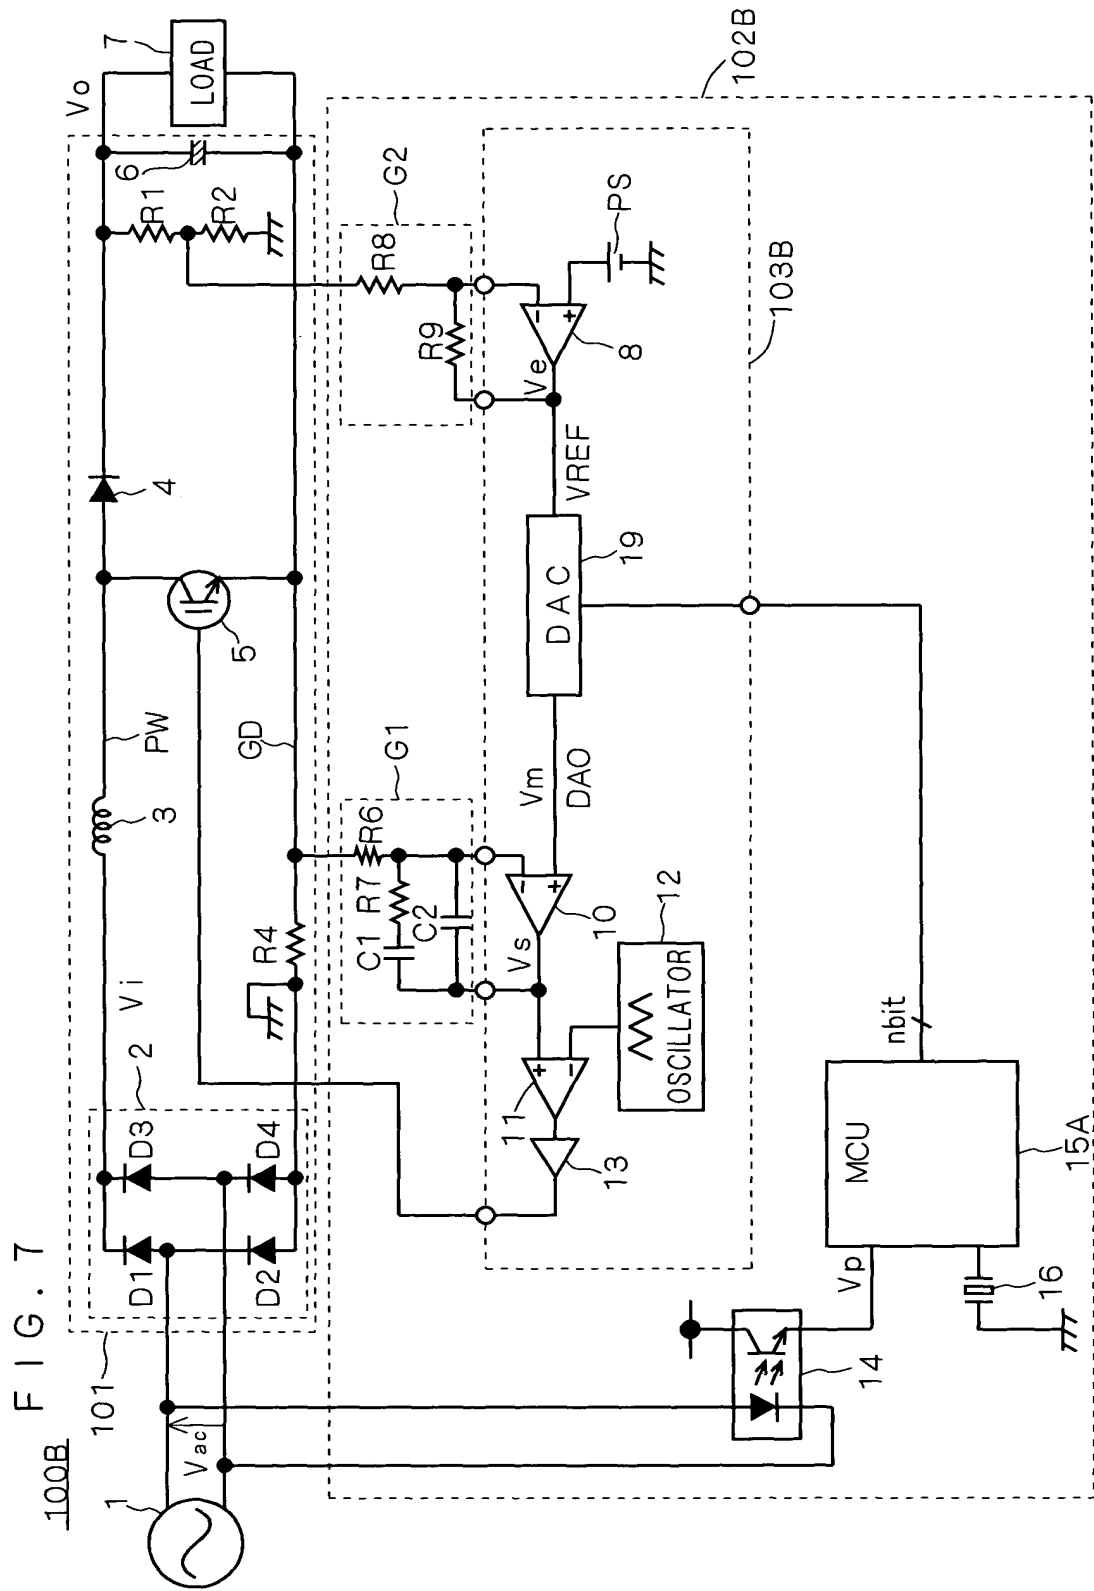 FIG. 7
100B
101
1
Vac
2
D1
D3
D2
D4
Vi
3
PW
4
5
GD
R4
R1
R2
6
Vo
7
LOAD
G1
R6
R7
C1
C2
G2
R8
R9
102B
103B
PS
8
Ve
VREF
19
DAC
Vm
DAO
10
Vs
11
12
OSCILLATOR
13
14
Vp
MCU
nbit
15A
16